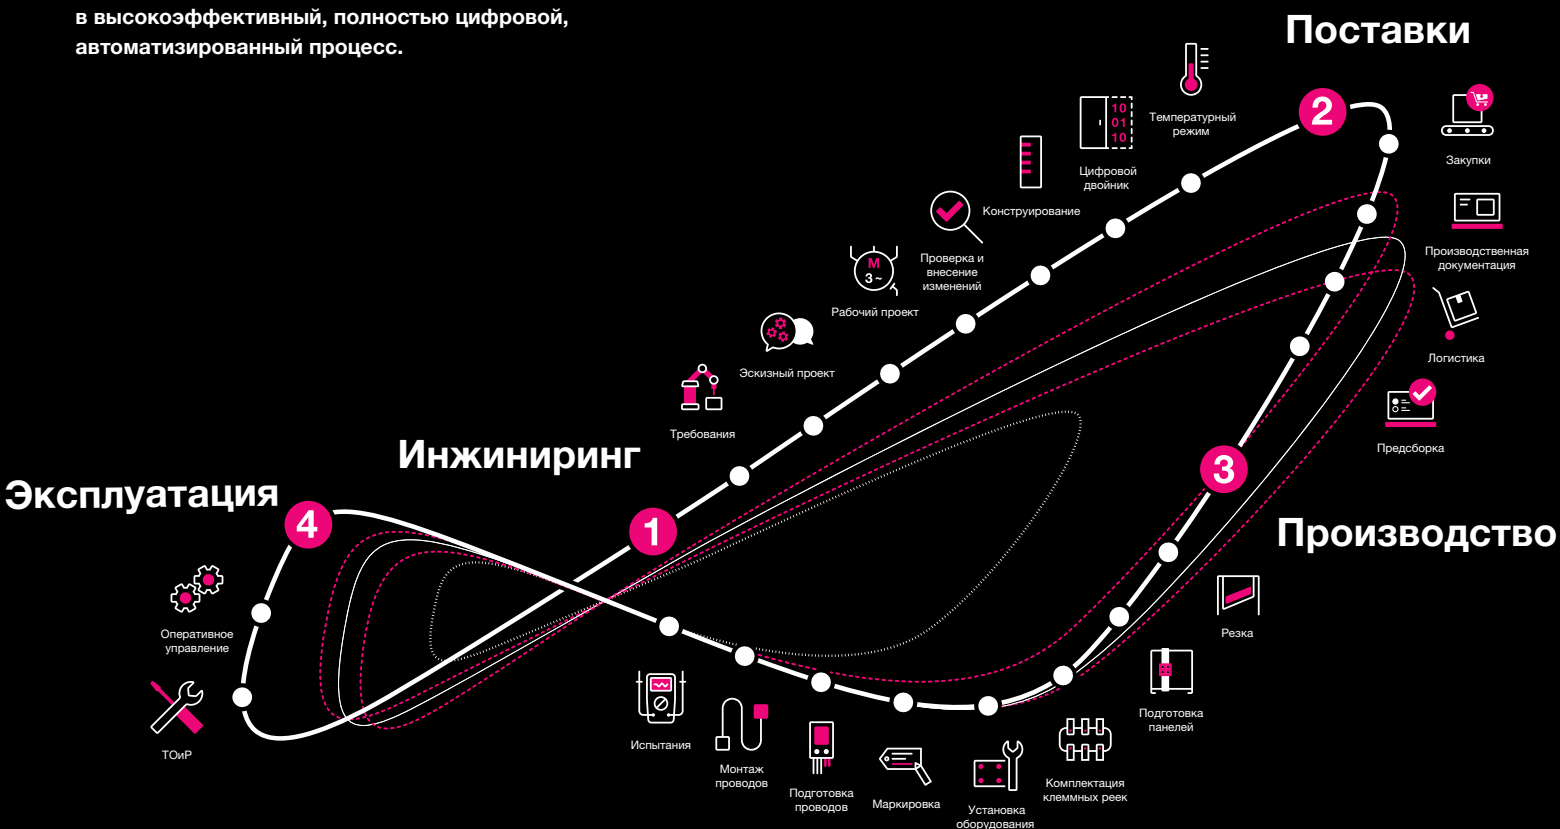 в высокоэффективный, полностью цифровой,
автоматизированный процесс.
Поставки
2
Закупки
Производственная
документация
Логистика
Предсборка
Температурный
режим
10
01
10
Цифровой
двойник
Конструирование
Проверка и
внесение
изменений
M
3 ~
Рабочий проект
Эскизный проект
Требования
Инжиниринг
1
Эксплуатация
4
Оперативное
управление
ТОиР
3
Производство
Резка
Подготовка
панелей
Комплектация
клеммных реек
Установка
оборудования
Маркировка
Подготовка
проводов
Монтаж
проводов
Испытания